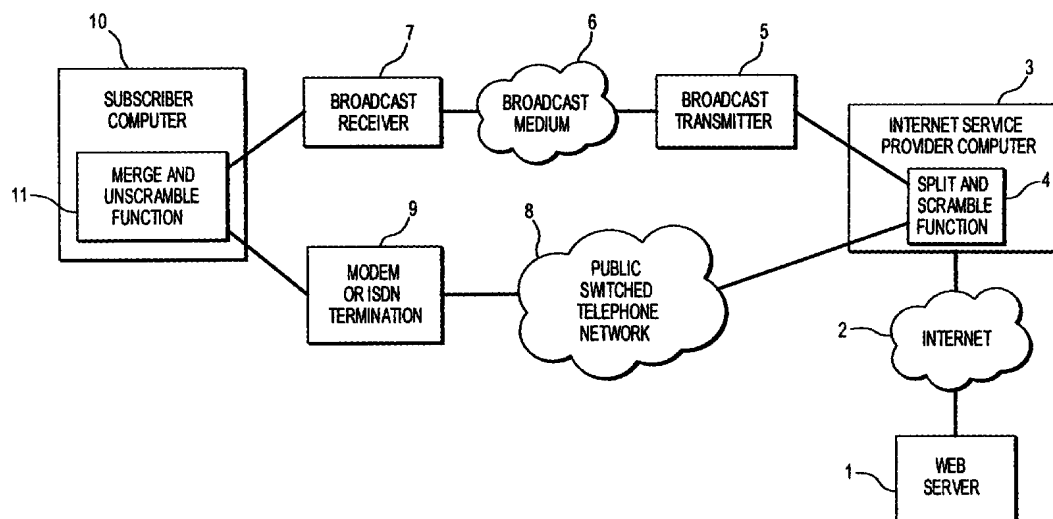 10
SUBSCRIBER
COMPUTER
MERGE AND
UNSCRAMBLE
FUNCTION
11
7
BROADCAST
RECEIVER
6
BROADCAST
MEDIUM
5
BROADCAST
TRANSMITTER
3
INTERNET SERVICE
PROVIDER COMPUTER
SPLIT AND
SCRAMBLE
FUNCTION
4
9
MODEM
OR ISDN
TERMINATION
8
PUBLIC
SWITCHED
TELEPHONE
NETWORK
2
INTERNET
1
WEB
SERVER